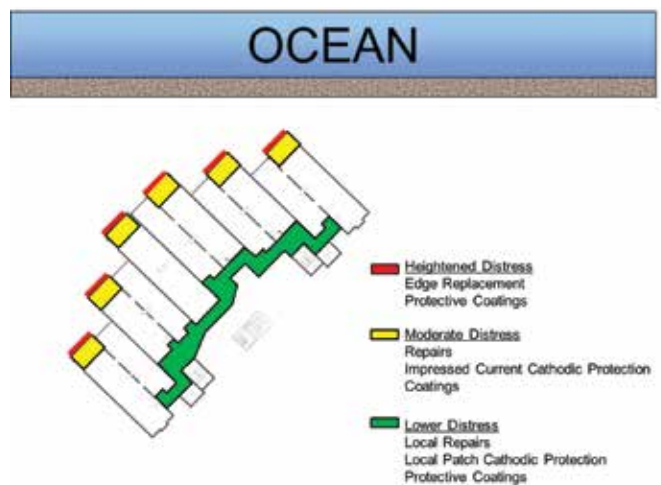 OCEAN
Heightened Distress
Edge Replacement
Protective Coatings
Moderate Distress
Repairs
Impressed Current Cathodic Protection
Coatings
Lower Distress
Local Repairs
Local Patch Cathodic Protection
Protective Coatings